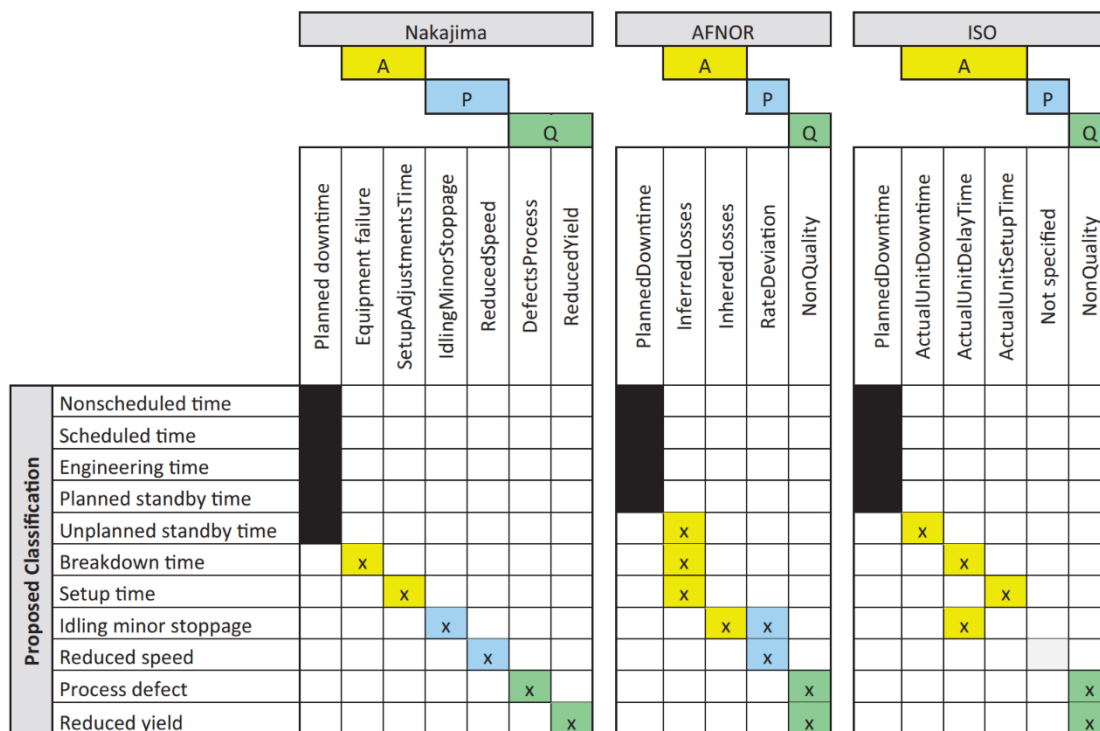 Nakajima AFNOR ISO
A A A
P P P
Q Q Q
Planned downtime
Equipment failure
SetupAdjustmentsTime
IdlingMinorStoppage
ReducedSpeed
DefectsProcess
ReducedYield
PlannedDowntime
InferredLosses
InheredLosses
RateDeviation
NonQuality
PlannedDowntime
ActualUnitDowntime
ActualUnitDelayTime
ActualUnitSetupTime
Not specified
NonQuality
Proposed Classification
Nonscheduled time
Scheduled time
Engineering time
Planned standby time
Unplanned standby time x x
Breakdown time x x x
Setup time x x x
Idling minor stoppage x x x x
Reduced speed x x
Process defect x x x
Reduced yield x x x